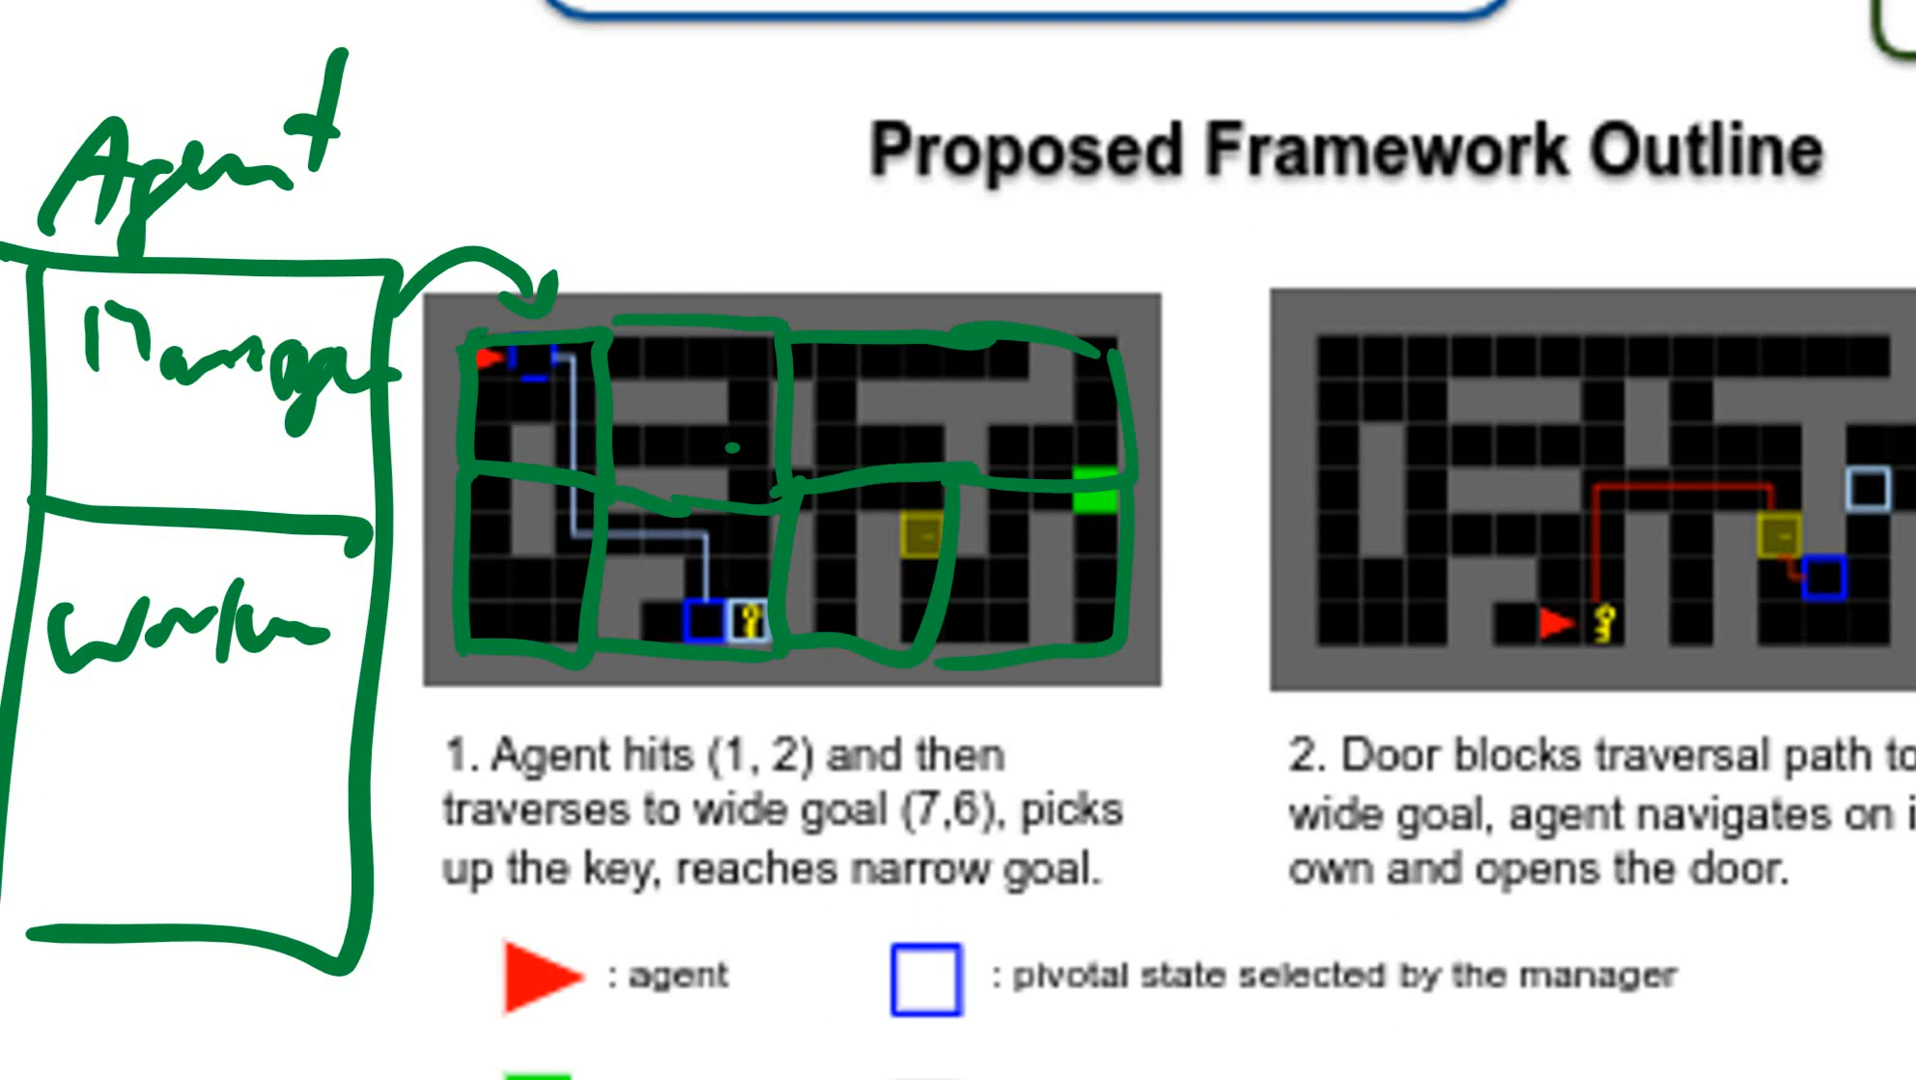 Agent
Proposed Framework Outline
Manager
Worker
1. Agent hits (1, 2) and then
traverses to wide goal (7,6), picks
up the key, reaches narrow goal.
2. Door blocks traversal path to
wide goal, agent navigates on i
own and opens the door.
: agent
: pivotal state selected by the manager